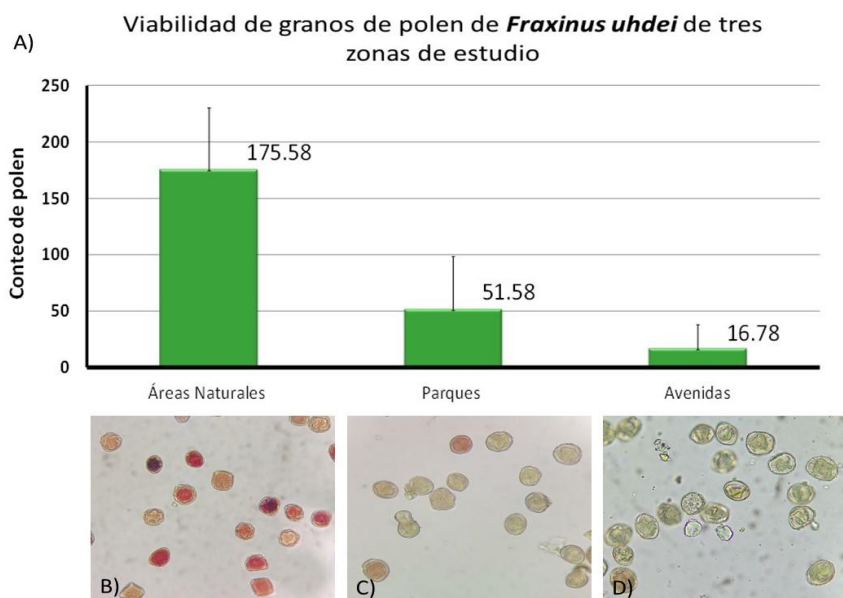 A)
Viabilidad de granos de polen de Fraxinus uhdei de tres
zonas de estudio
Conteo de polen
250
200
150
100
50
0
175.58
51.58
16.78
Áreas Naturales
Parques
Avenidas
B)
C)
D)